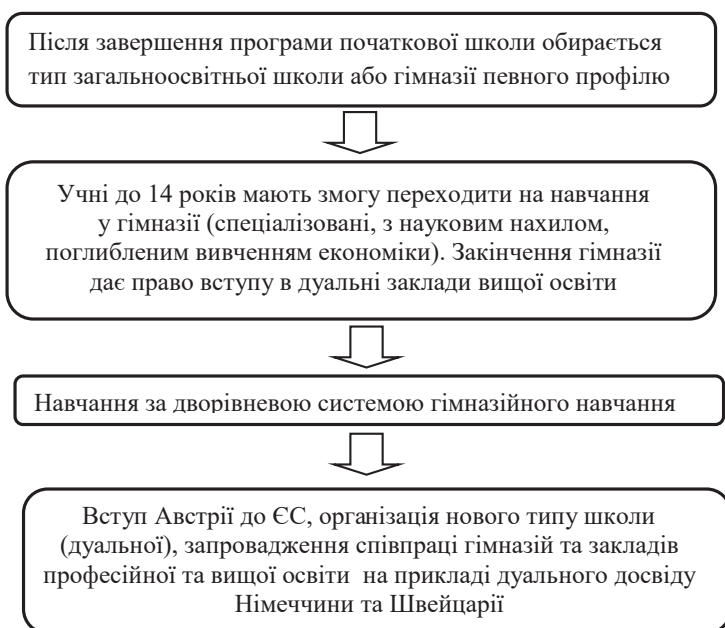 Після завершення програми початкової школи обирається
тип загальноосвітньої школи або гімназії певного профілю
Учні до 14 років мають змогу переходити на навчання
у гімназії (спеціалізовані, з науковим нахилом,
поглибленим вивченням економіки). Закінчення гімназії
дає право вступу в дуальні заклади вищої освіти
Навчання за дворівневою системою гімназійного навчання
Вступ Австрії до ЄС, організація нового типу школи
(дуальної), запровадження співпраці гімназій та закладів
професійної та вищої освіти на прикладі дуального досвіду
Німеччини та Швейцарії